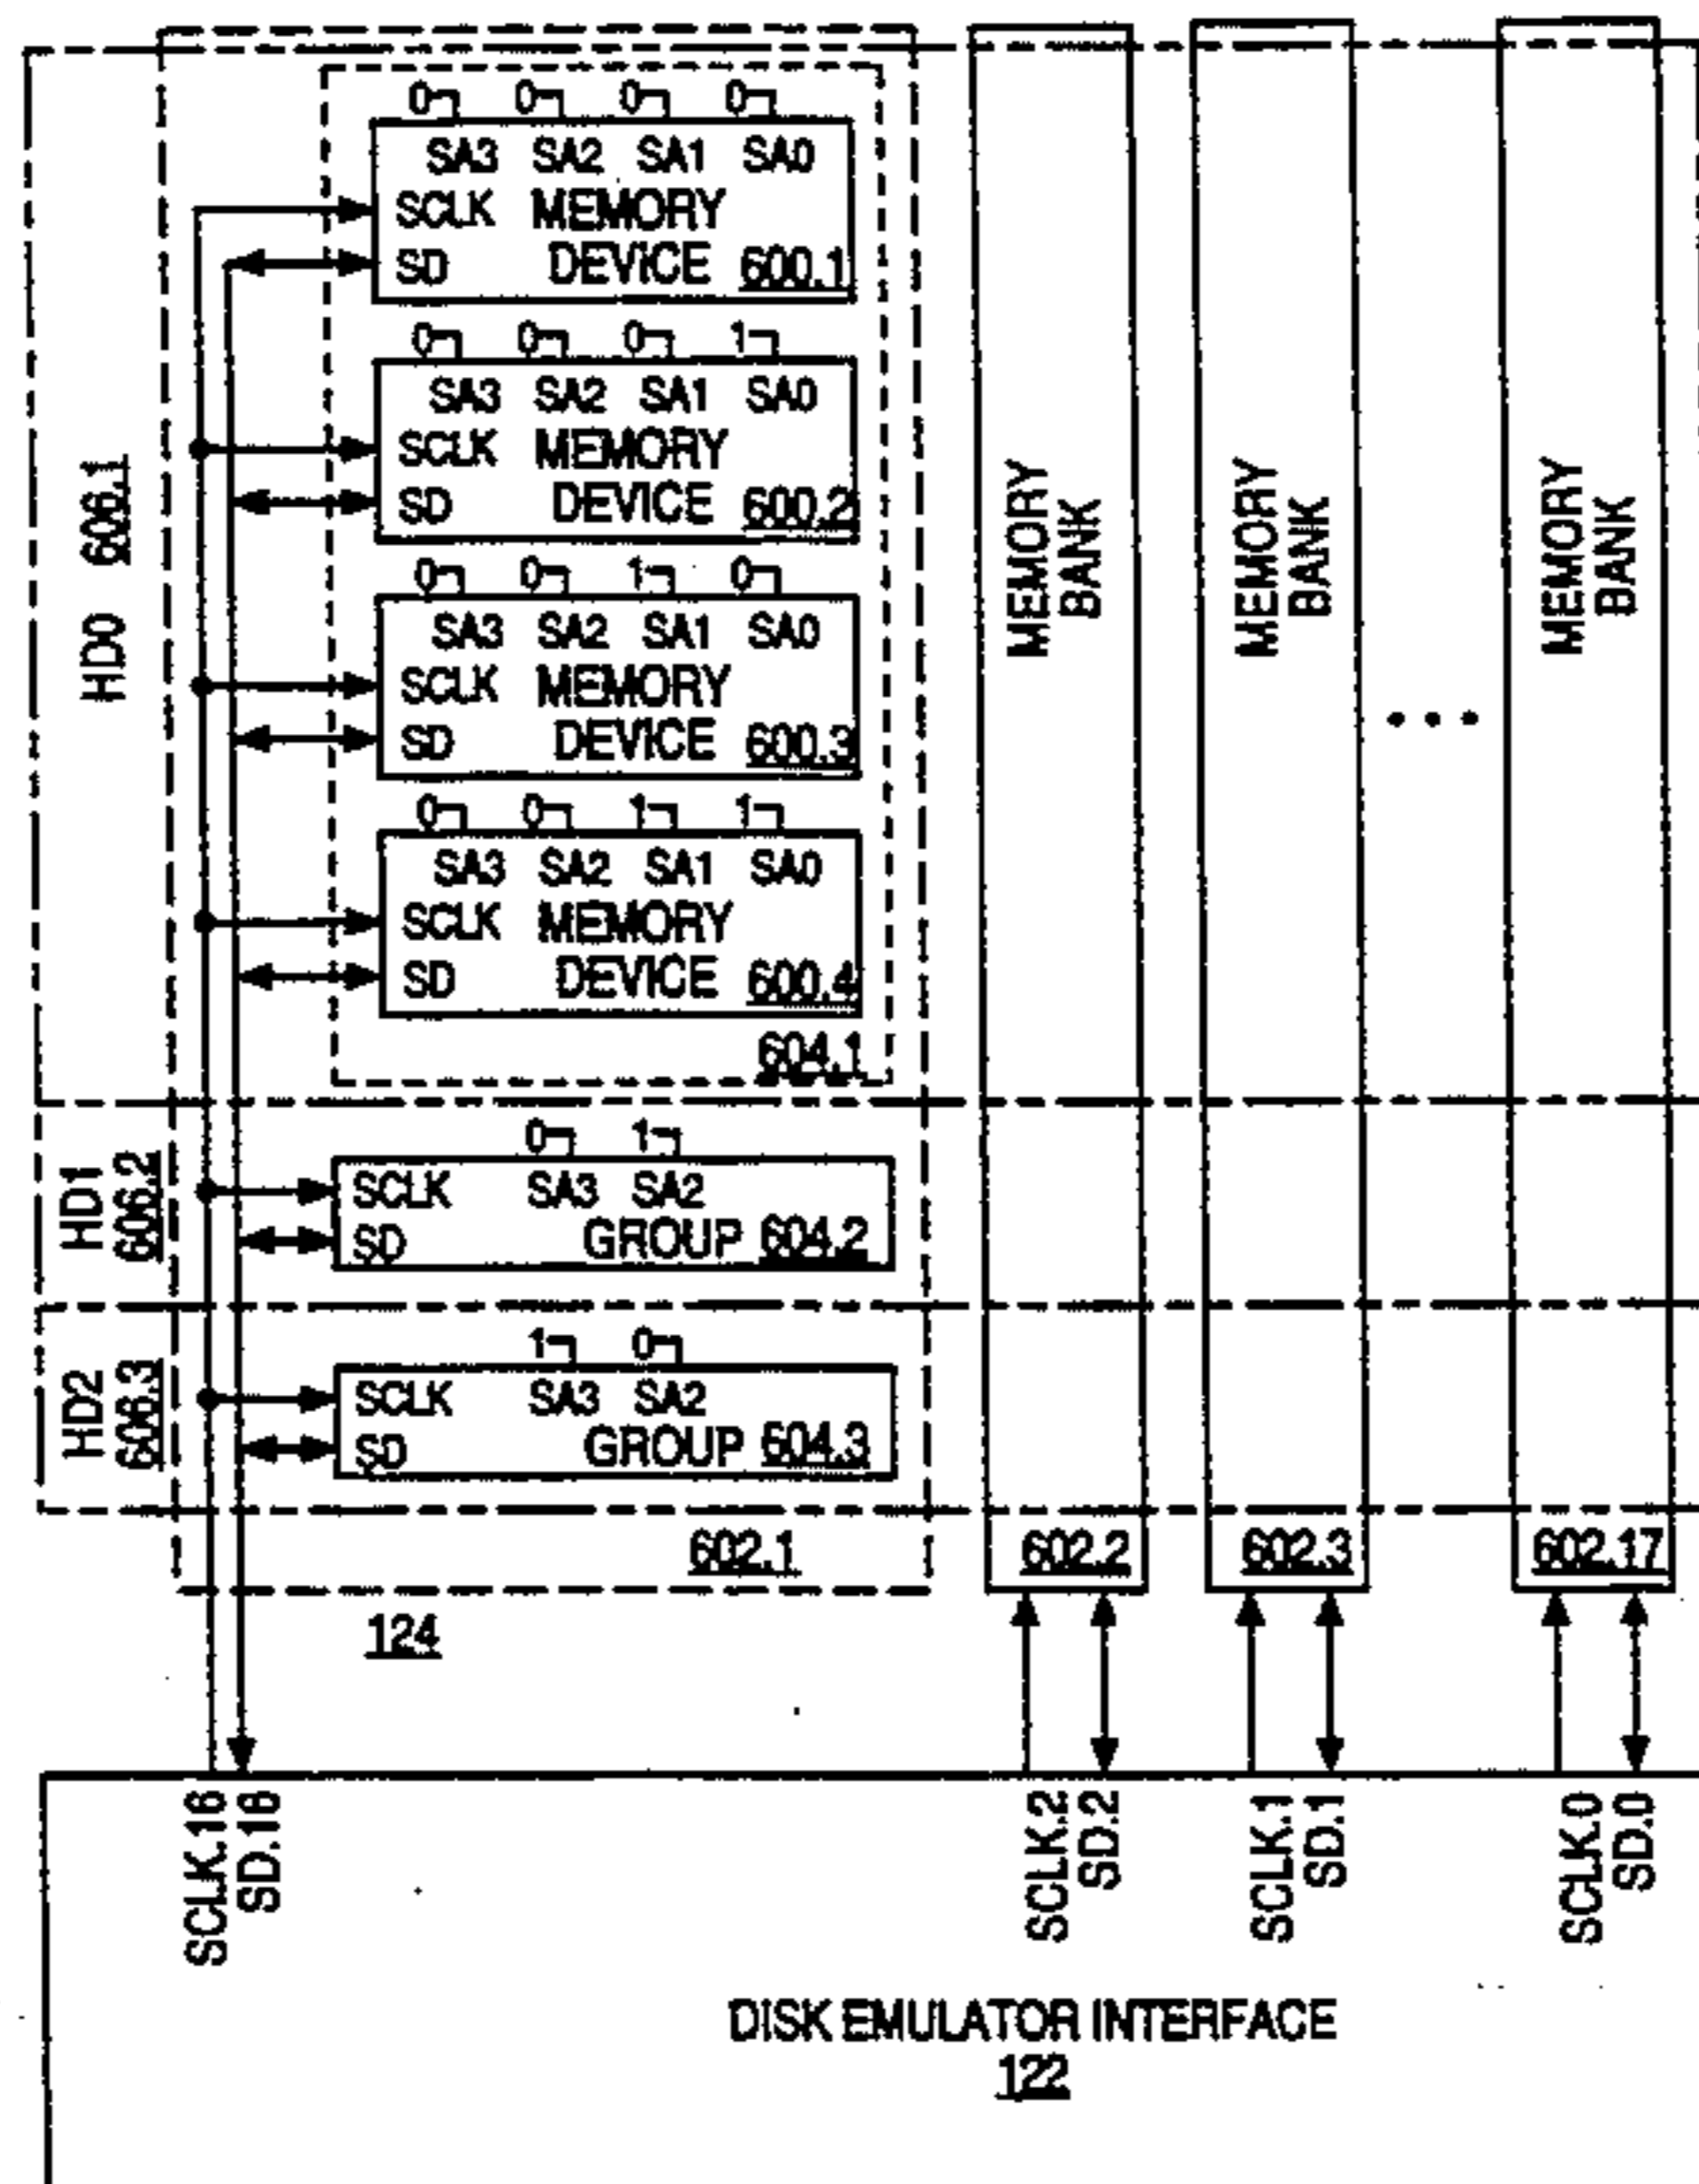 0 0 0 0
SA3 SA2 SA1 SA0
SCLK MEMORY
SD DEVICE 600.1
0 0 0 1
SA3 SA2 SA1 SA0
SCLK MEMORY
SD DEVICE 600.2
0 0 1 0
SA3 SA2 SA1 SA0
SCLK MEMORY
SD DEVICE 600.3
0 0 1 1
SA3 SA2 SA1 SA0
SCLK MEMORY
SD DEVICE 600.4
604.1
HD0 606.1
MEMORY
BANK
MEMORY
BANK
MEMORY
BANK
HD1
606.2
0 1
SCLK SA3 SA2
SD GROUP 604.2
HD2
606.3
1 0
SCLK SA3 SA2
SD GROUP 604.3
602.1
602.2
602.3
602.17
124
SCLK.16
SD.16
SCLK.2
SD.2
SCLK.1
SD.1
SCLK.0
SD.0
DISK EMULATOR INTERFACE
122